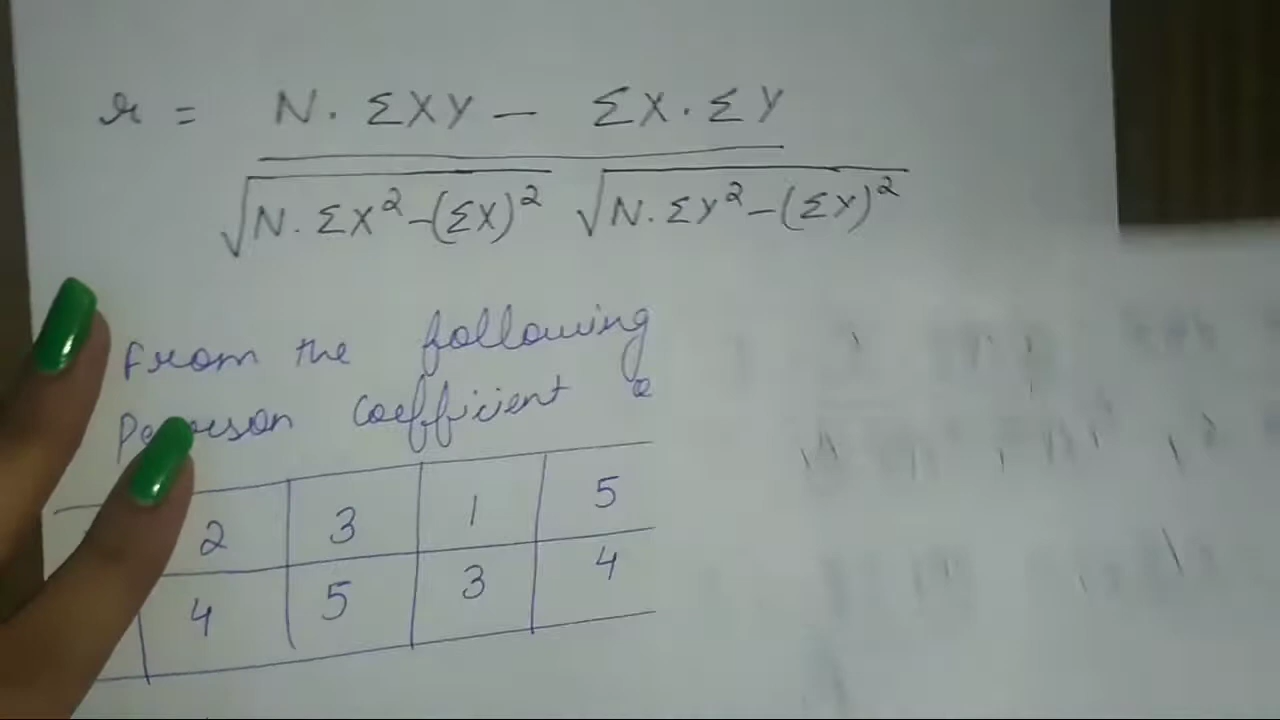 r = N. ΣXY - ΣX. ΣY
√N. ΣX² -(ΣX)² √N. ΣY² -(ΣY)²
From the following
coefficient
2 3 1 5
4 5 3 4